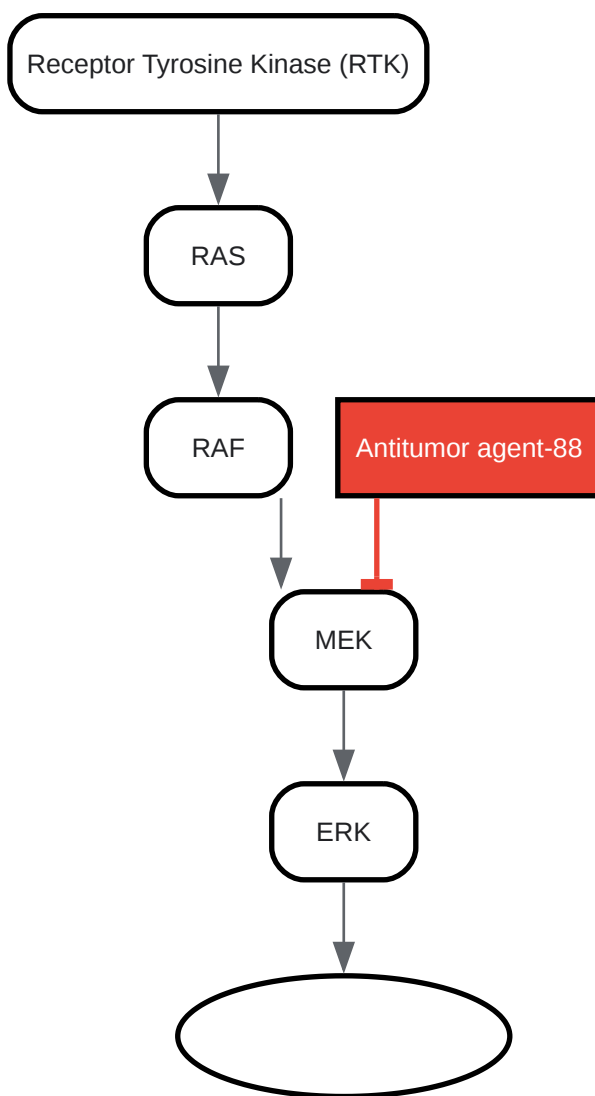 Receptor Tyrosine Kinase (RTK)
RAS
RAF
Antitumor agent-88
MEK
ERK